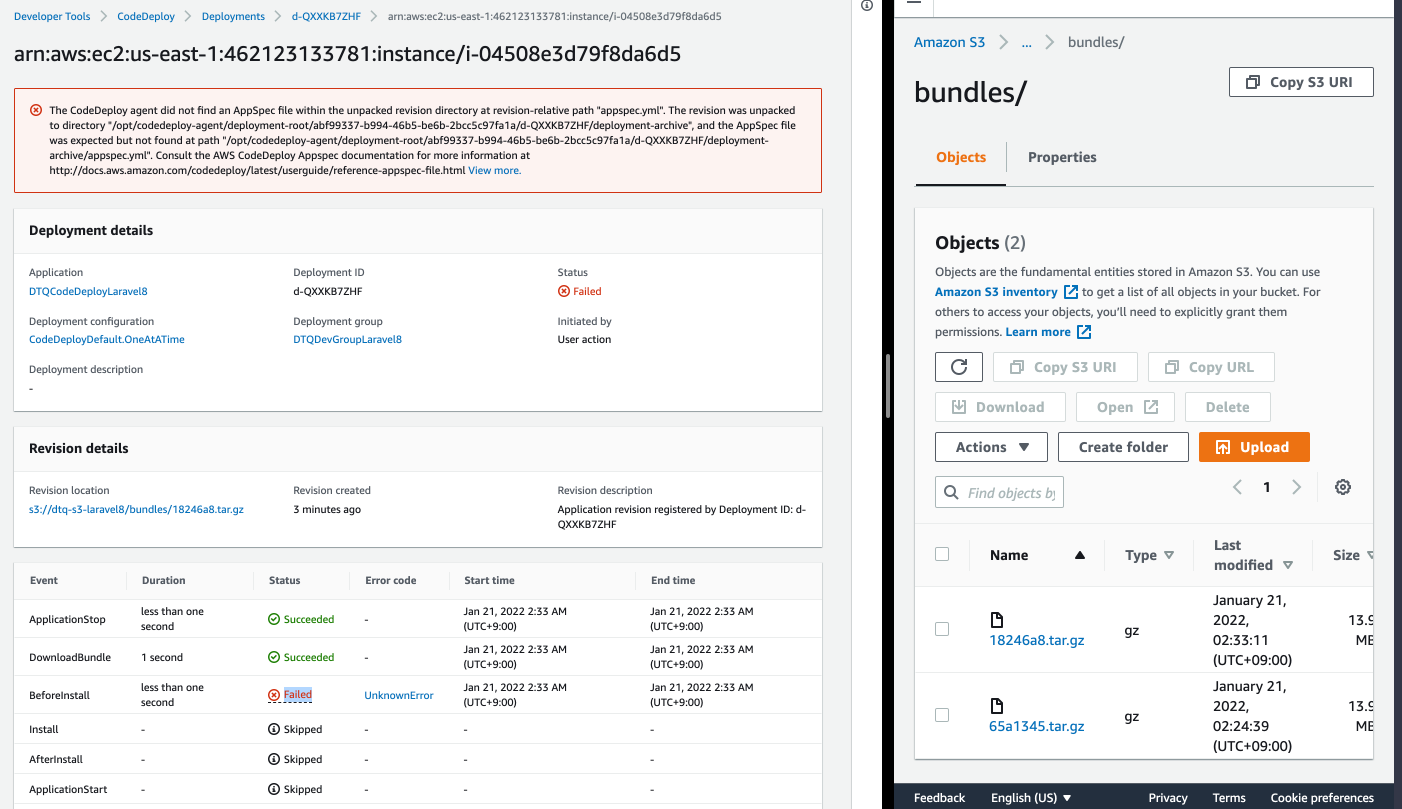 Developer Tools > CodeDeploy > Deployments > d-QXXKB7ZHF > arn:aws:ec2:us-east-1:462123133781:instance/i-04508e3d79f8da6d5
arn:aws:ec2:us-east-1:462123133781:instance/i-04508e3d79f8da6d5
The CodeDeploy agent did not find an AppSpec file within the unpacked revision directory at revision-relative path "appspec.yml". The revision was unpacked
to directory "/opt/codedeploy-agent/deployment-root/abf99337-b994-46b5-be6b-2bcc5c97fa1a/d-QXXKB7ZHF/deployment-archive", and the AppSpec file
was expected but not found at path "/opt/codedeploy-agent/deployment-root/abf99337-b994-46b5-be6b-2bcc5c97fa1a/d-QXXKB7ZHF/deployment-
archive/appspec.yml". Consult the AWS CodeDeploy Appspec documentation for more information at
http://docs.aws.amazon.com/codedeploy/latest/userguide/reference-appspec-file.html View more.
Deployment details
Application Deployment ID Status
DTQCodeDeployLaravel8 d-QXXKB7ZHF Failed
Deployment configuration Deployment group Initiated by
CodeDeployDefault.OneAtATime DTQDevGroupLaravel8 User action
Deployment description
-
Revision details
Revision location Revision created Revision description
s3://dtq-s3-laravel8/bundles/18246a8.tar.gz 3 minutes ago Application revision registered by Deployment ID: d-
QXXKB7ZHF
Event Duration Status Error code Start time End time
ApplicationStop less than one second Succeeded - Jan 21, 2022 2:33 AM (UTC+9:00) Jan 21, 2022 2:33 AM (UTC+9:00)
DownloadBundle 1 second Succeeded - Jan 21, 2022 2:33 AM (UTC+9:00) Jan 21, 2022 2:33 AM (UTC+9:00)
BeforeInstall less than one second Failed UnknownError Jan 21, 2022 2:33 AM (UTC+9:00) Jan 21, 2022 2:33 AM (UTC+9:00)
Install - Skipped - - -
AfterInstall - Skipped - - -
ApplicationStart - Skipped - - -
Amazon S3 > ... > bundles/
bundles/
Copy S3 URI
Objects Properties
Objects (2)
Objects are the fundamental entities stored in Amazon S3. You can use
Amazon S3 inventory to get a list of all objects in your bucket. For
others to access your objects, you'll need to explicitly grant them
permissions. Learn more
Copy S3 URI Copy URL
Download Open Delete
Actions Create folder Upload
Find objects by
1
Name Type Last modified Size
18246a8.tar.gz gz January 21, 2022, 02:33:11 (UTC+09:00) 13.9
65a1345.tar.gz gz January 21, 2022, 02:24:39 (UTC+09:00) 13.9
Feedback English (US) Privacy Terms Cookie preferences